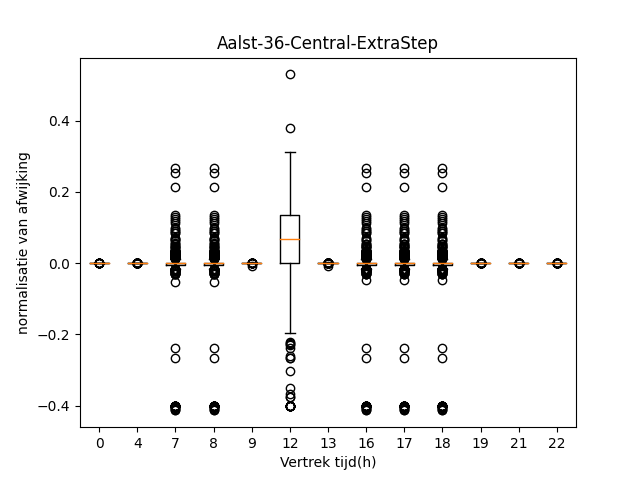 Aalst-36-Central-ExtraStep
normalisatie van afwijking
0.4
0.2
0.0
−0.2
−0.4
0 4 7 8 9 12 13 16 17 18 19 21 22
Vertrek tijd(h)